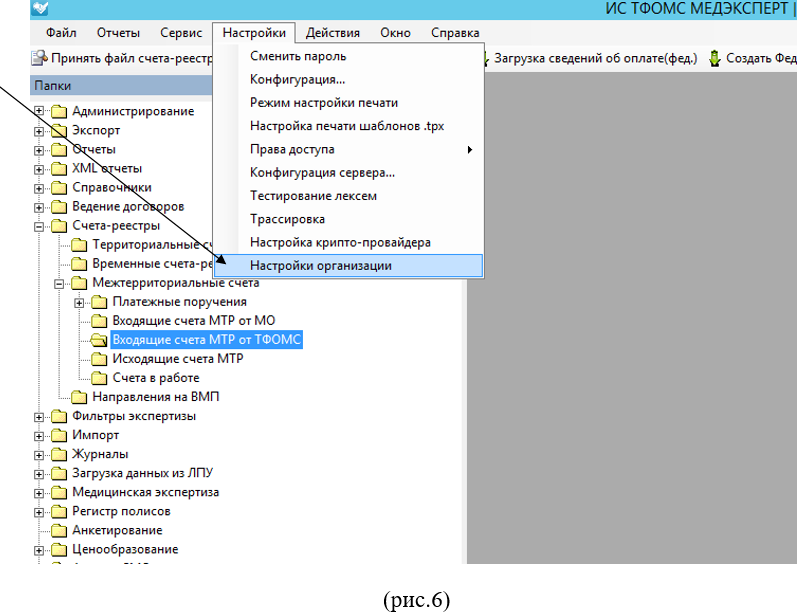 ИС ТФОМС МЕДЭКСПЕРТ |
Файл Отчеты Сервис Настройки Действия Окно Справка
Принять файл счета-реестр
Загрузка сведений об оплате(фед.) Создать Фед
Сменить пароль
Конфигурация...
Режим настройки печати
Настройка печати шаблонов .tpx
Права доступа
Конфигурация сервера...
Тестирование лексем
Трассировка
Настройка крипто-провайдера
Настройки организации
Папки
Администрирование
Экспорт
Отчеты
XML отчеты
Справочники
Ведение договоров
Счета-реестры
Территориальные
Временные счета-ре
Межтерриториальные счета
Платежные поручения
Входящие счета МТР от МО
Входящие счета МТР от ТФОМС
Исходящие счета МТР
Счета в работе
Направления на ВМП
Фильтры экспертизы
Импорт
Журналы
Загрузка данных из ЛПУ
Медицинская экспертиза
Регистр полисов
Анкетирование
Ценообразование
(рис.6)